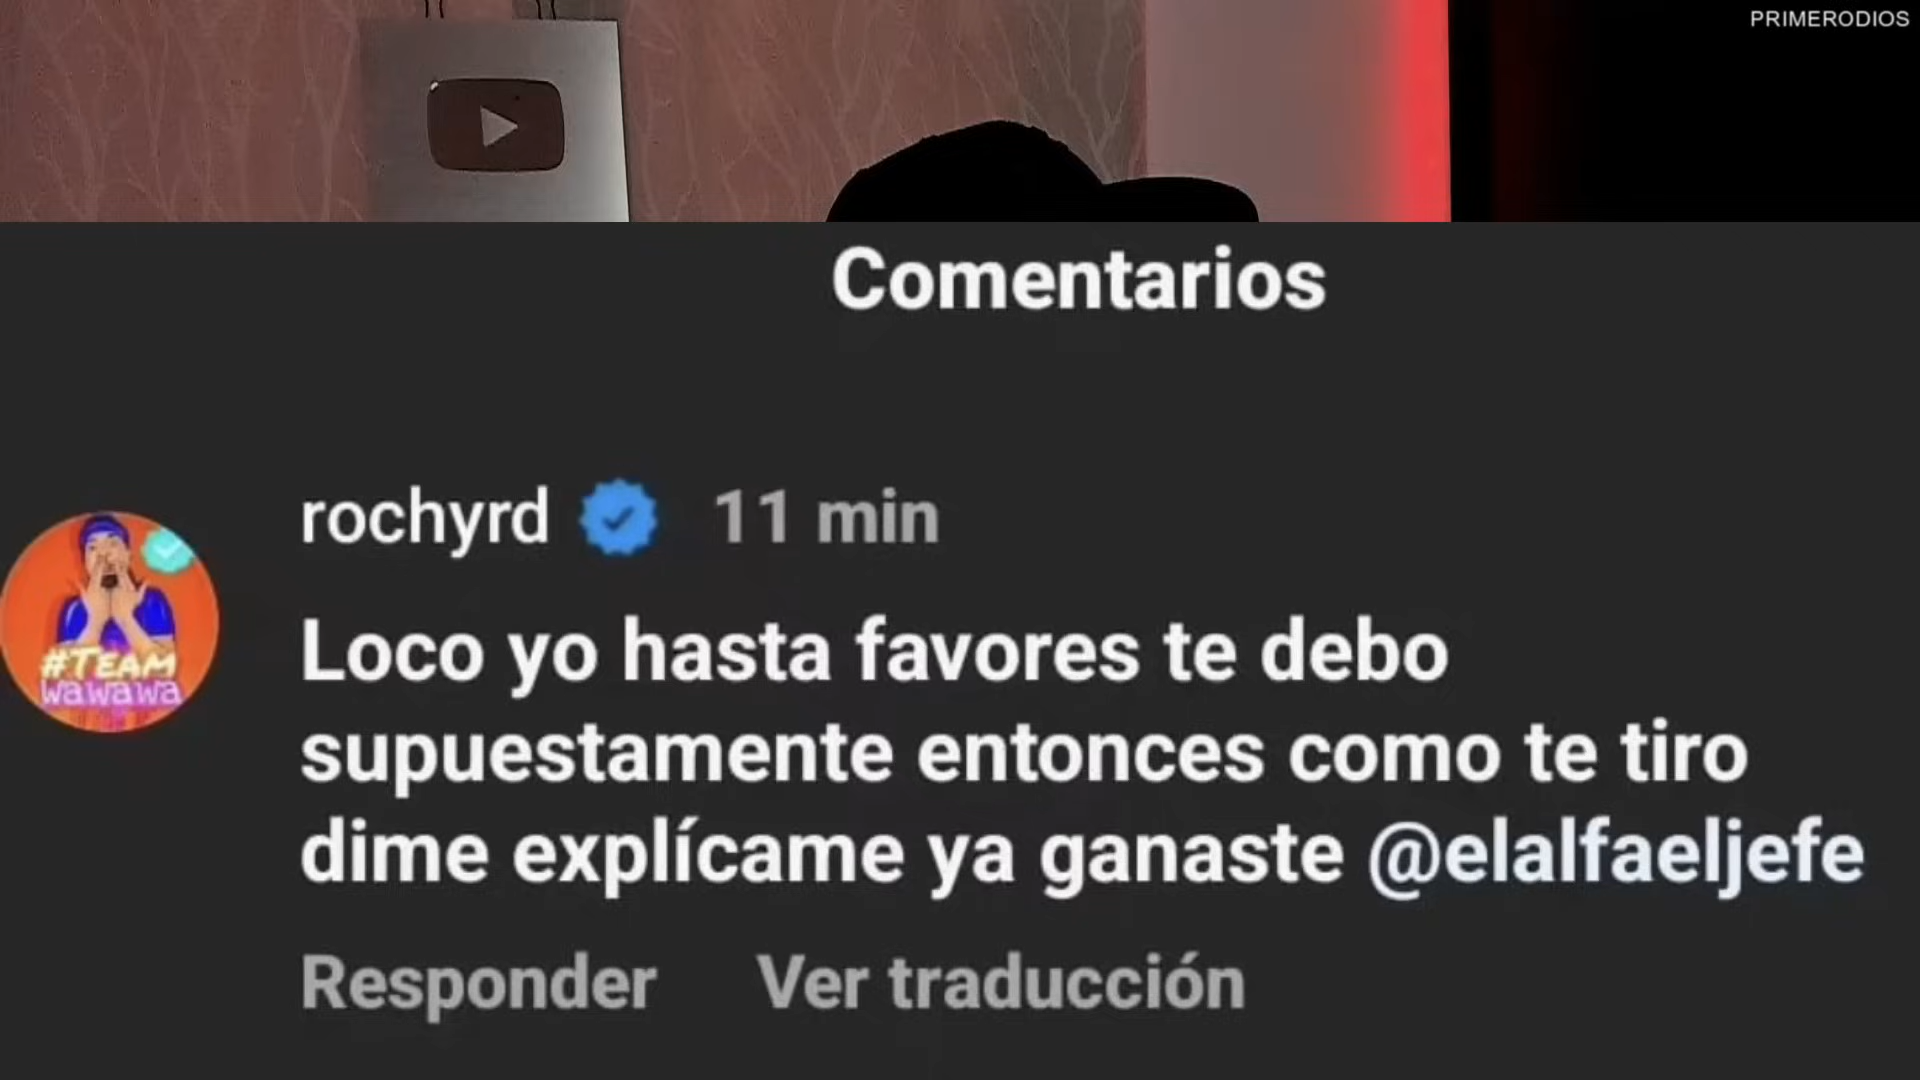 PRIMERODIOS
Comentarios
rochyrd 11 min
#TEAM
wawawa
Loco yo hasta favores te debo
supuestamente entonces como te tiro
dime explícame ya ganaste @elalfaeljefe
Responder Ver traducción